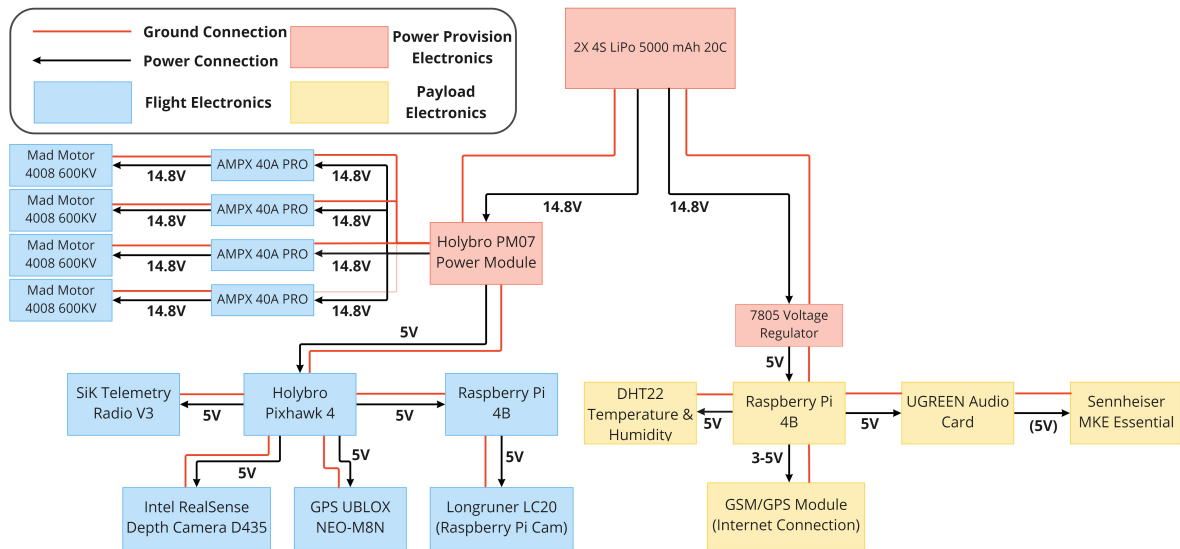 Ground Connection
Power Connection
Flight Electronics
Power Provision
Electronics
Payload
Electronics
2X 4S LiPo 5000 mAh 20C
14.8V
14.8V
Mad Motor
4008 600KV
14.8V
AMPX 40A PRO
14.8V
Mad Motor
4008 600KV
14.8V
AMPX 40A PRO
14.8V
Mad Motor
4008 600KV
14.8V
AMPX 40A PRO
14.8V
Mad Motor
4008 600KV
14.8V
AMPX 40A PRO
14.8V
Holybro PM07
Power Module
7805 Voltage
Regulator
5V
5V
SiK Telemetry
Radio V3
5V
Holybro
Pixhawk 4
5V
Raspberry Pi
4B
5V
5V
5V
Intel RealSense
Depth Camera D435
GPS UBLOX
NEO-M8N
Longruner LC20
(Raspberry Pi Cam)
DHT22
Temperature &
Humidity
5V
Raspberry Pi
4B
5V
UGREEN Audio
Card
(5V)
Sennheiser
MKE Essential
3-5V
GSM/GPS Module
(Internet Connection)